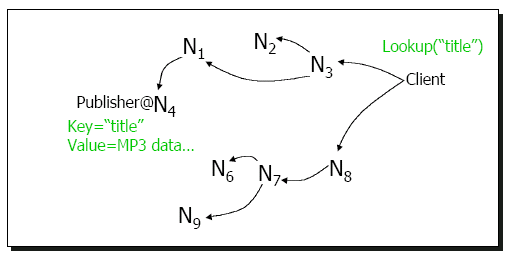 N1
N2
Lookup("title")
N3
Client
Publisher@N4
Key="title"
Value=MP3 data...
N6
N7
N8
N9